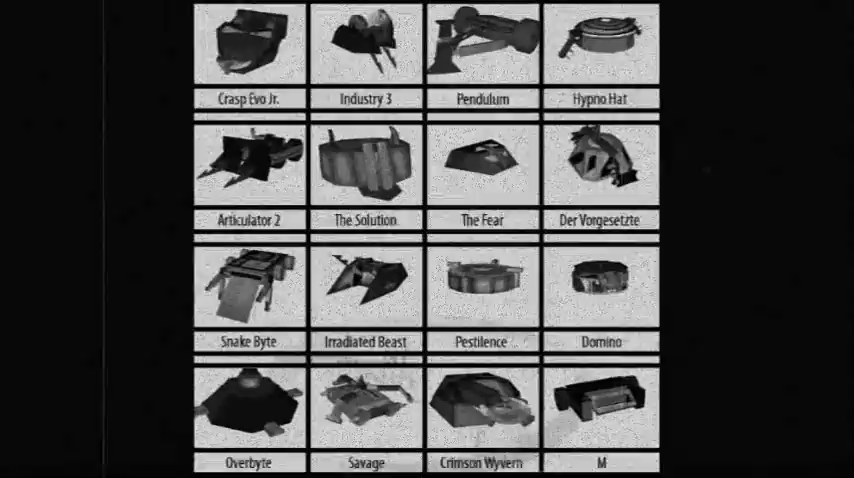 Crasp Evo Jr.
Industry 3
Pendulum
Hypno Hat
Articulator 2
The Solution
The Fear
Der Vorgesetzte
Snake Byte
Irradiated Beast
Pestilence
Domino
Overbyte
Savage
Crimson Wyvern
M